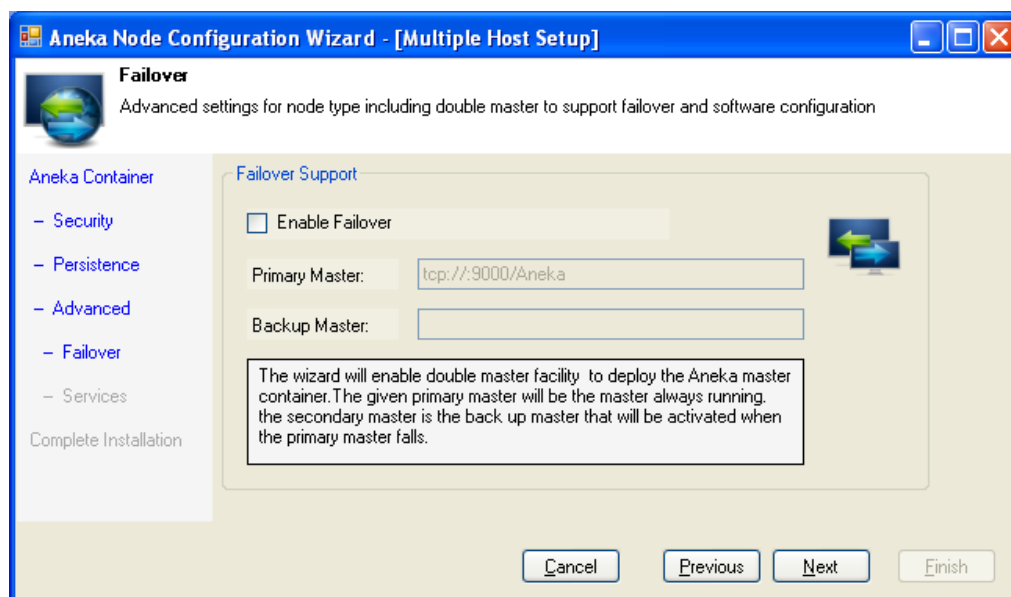 Aneka Node Configuration Wizard - [Multiple Host Setup]
Failover
Advanced settings for node type including double master to support failover and software configuration
Aneka Container
– Security
– Persistence
– Advanced
– Failover
– Services
Complete Installation
Failover Support
Enable Failover
Primary Master: tcp://:9000/Aneka
Backup Master:
The wizard will enable double master facility to deploy the Aneka master
container.The given primary master will be the master always running.
the secondary master is the back up master that will be activated when
the primary master falls.
Cancel Previous Next Finish